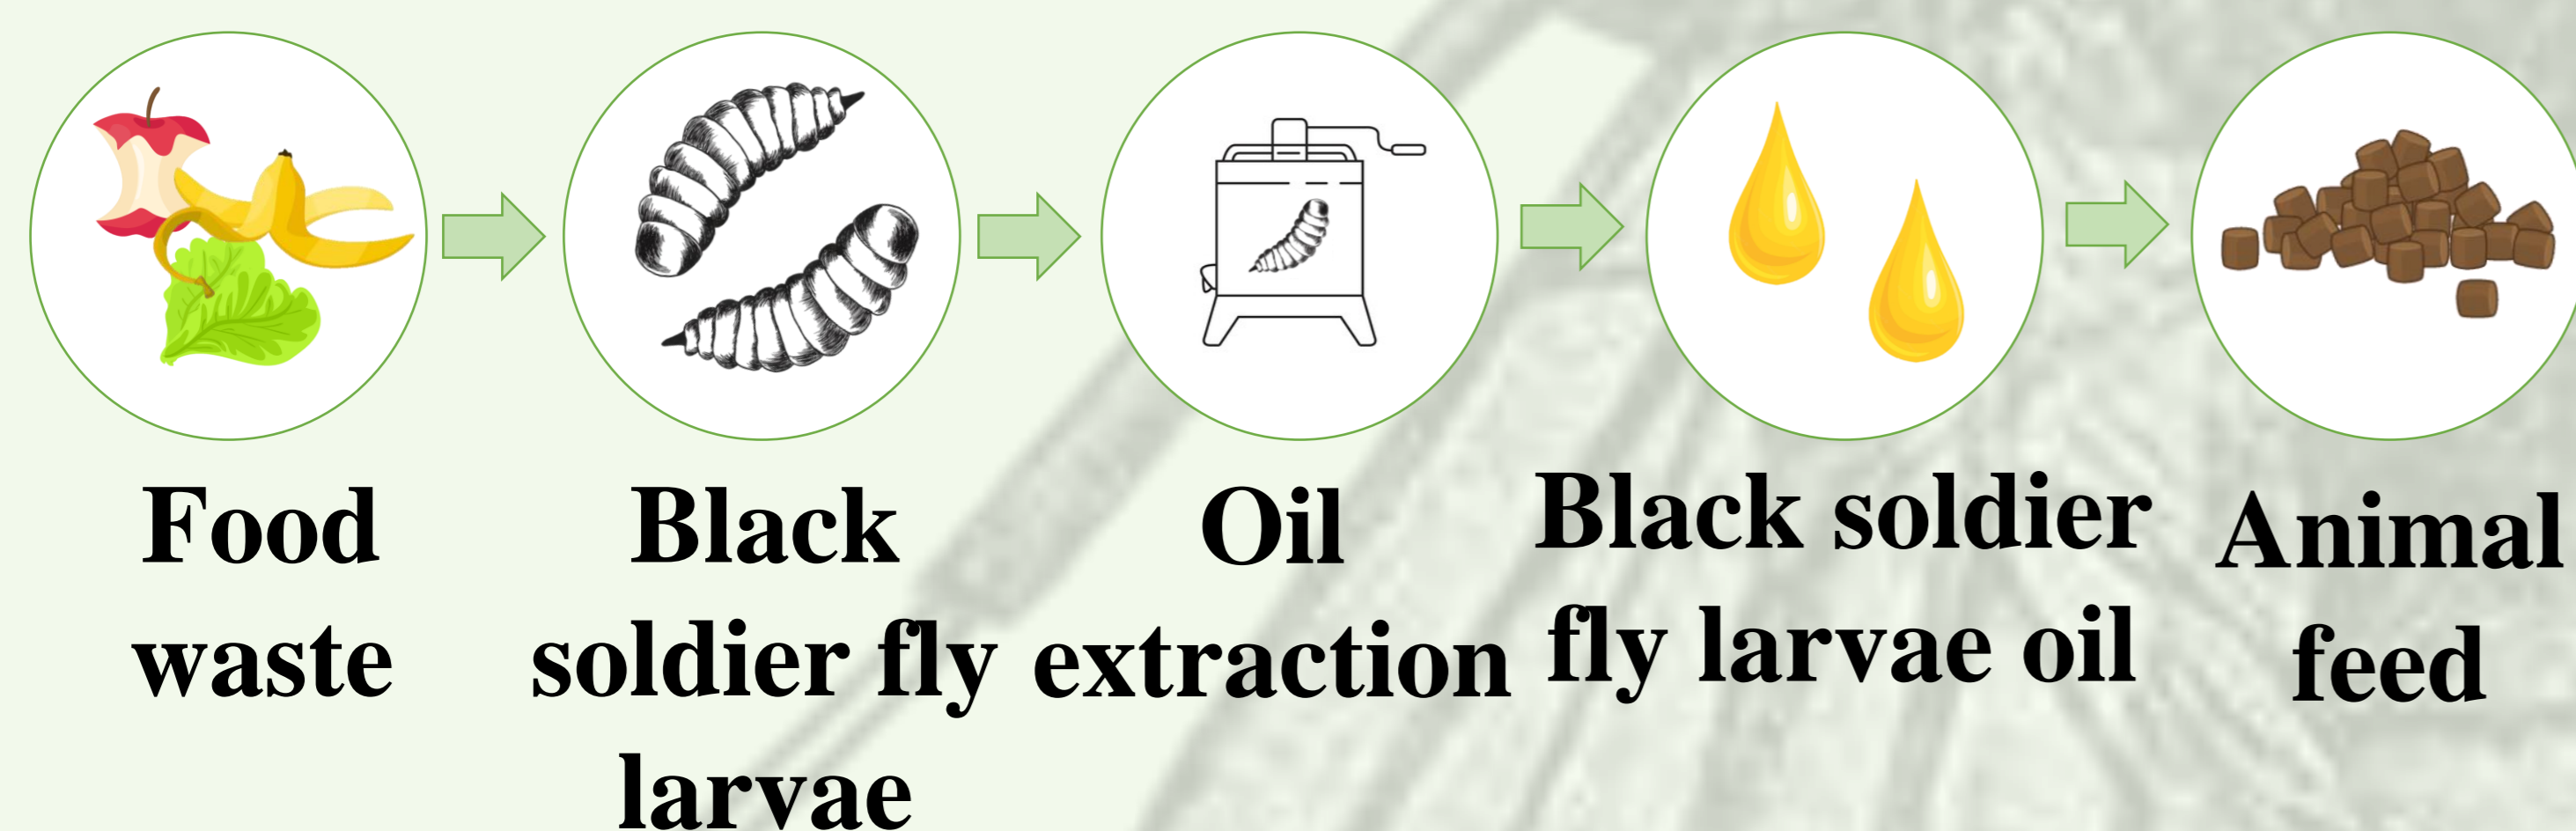 Food
waste
Black
soldier fly
larvae
Oil
extraction
Black soldier
fly larvae oil
Animal
feed